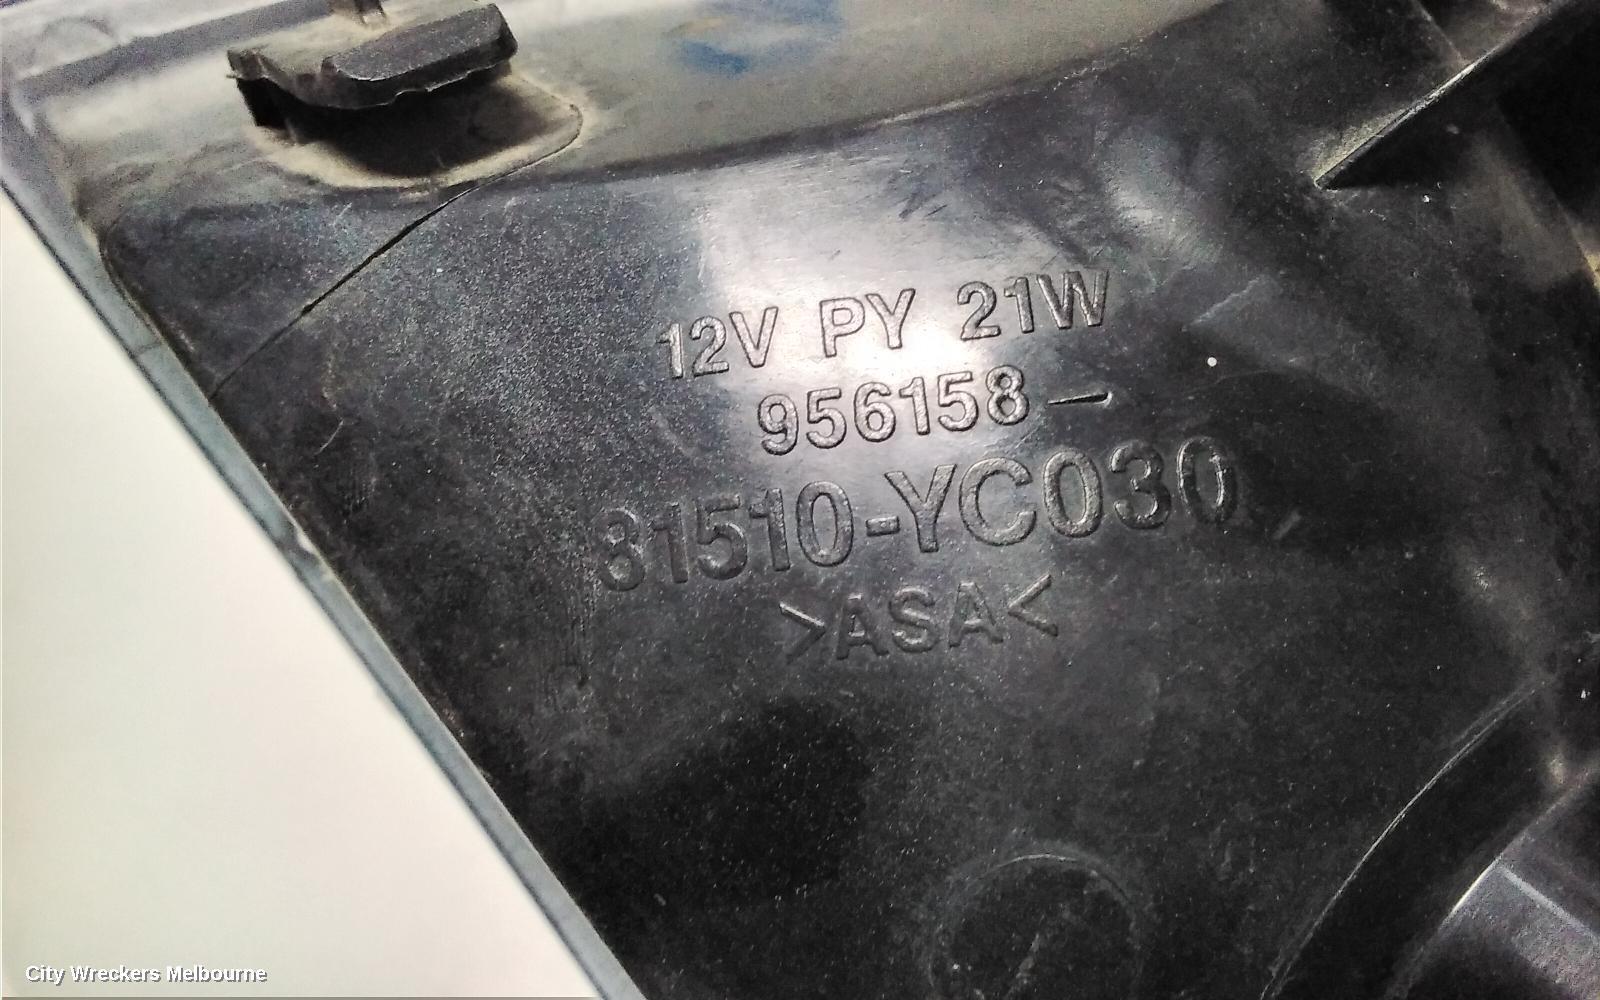 12V PY 21W
956158-
81510-YC030
>ASA<
City Wreckers Melbourne